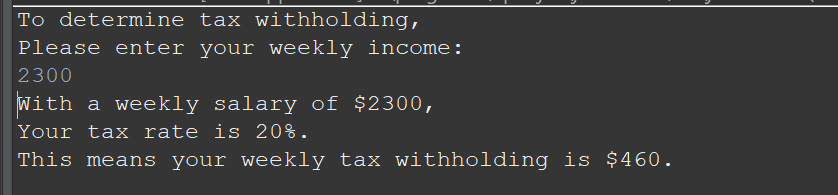 To determine tax withholding,
Please enter your weekly income:
2300
With a weekly salary of $2300,
Your tax rate is 20%.
This means your weekly tax withholding is $460.